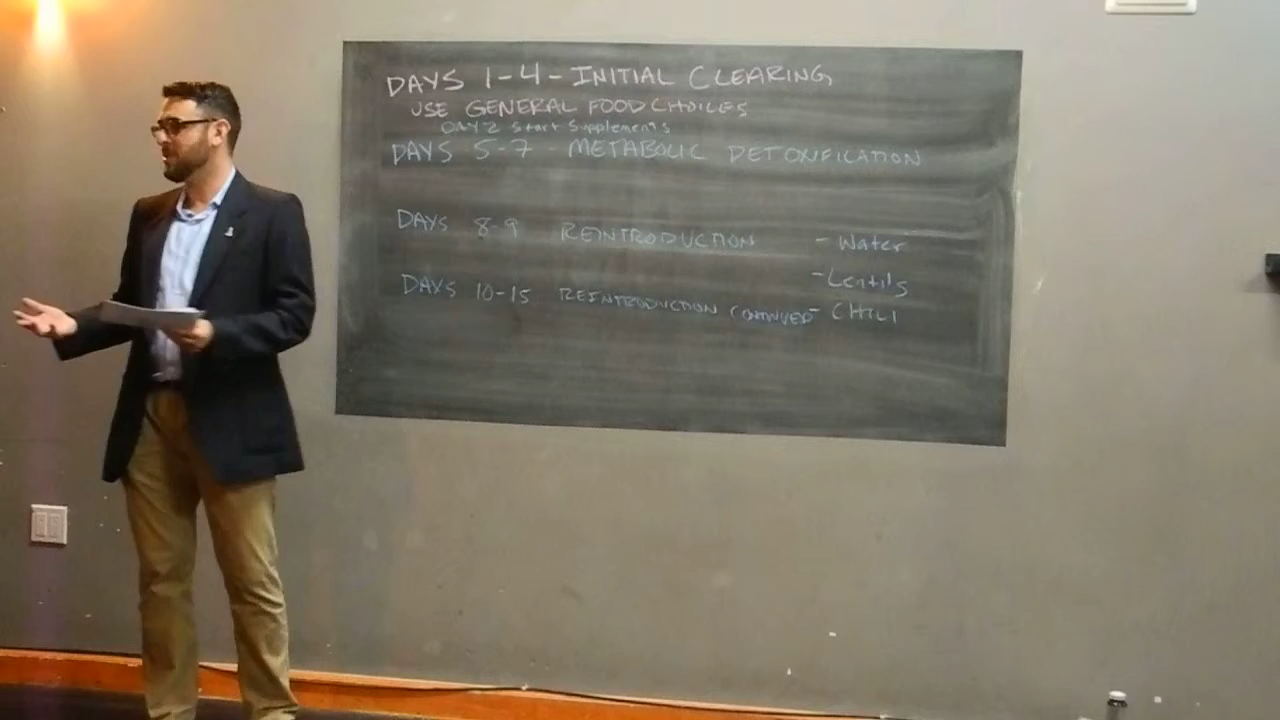 DAYS 1-4 - INITIAL CLEARING,
USE GENERAL FOOD CHOICES
DAY 2 Start Supplements
DAYS 5-7 - METABOLIC DETOXIFICATION
DAYS 8-9 REINTRODUCTION
DAYS 10-15 REINTRODUCTION CONTINUED
- Water
- Lentils
- CHILI